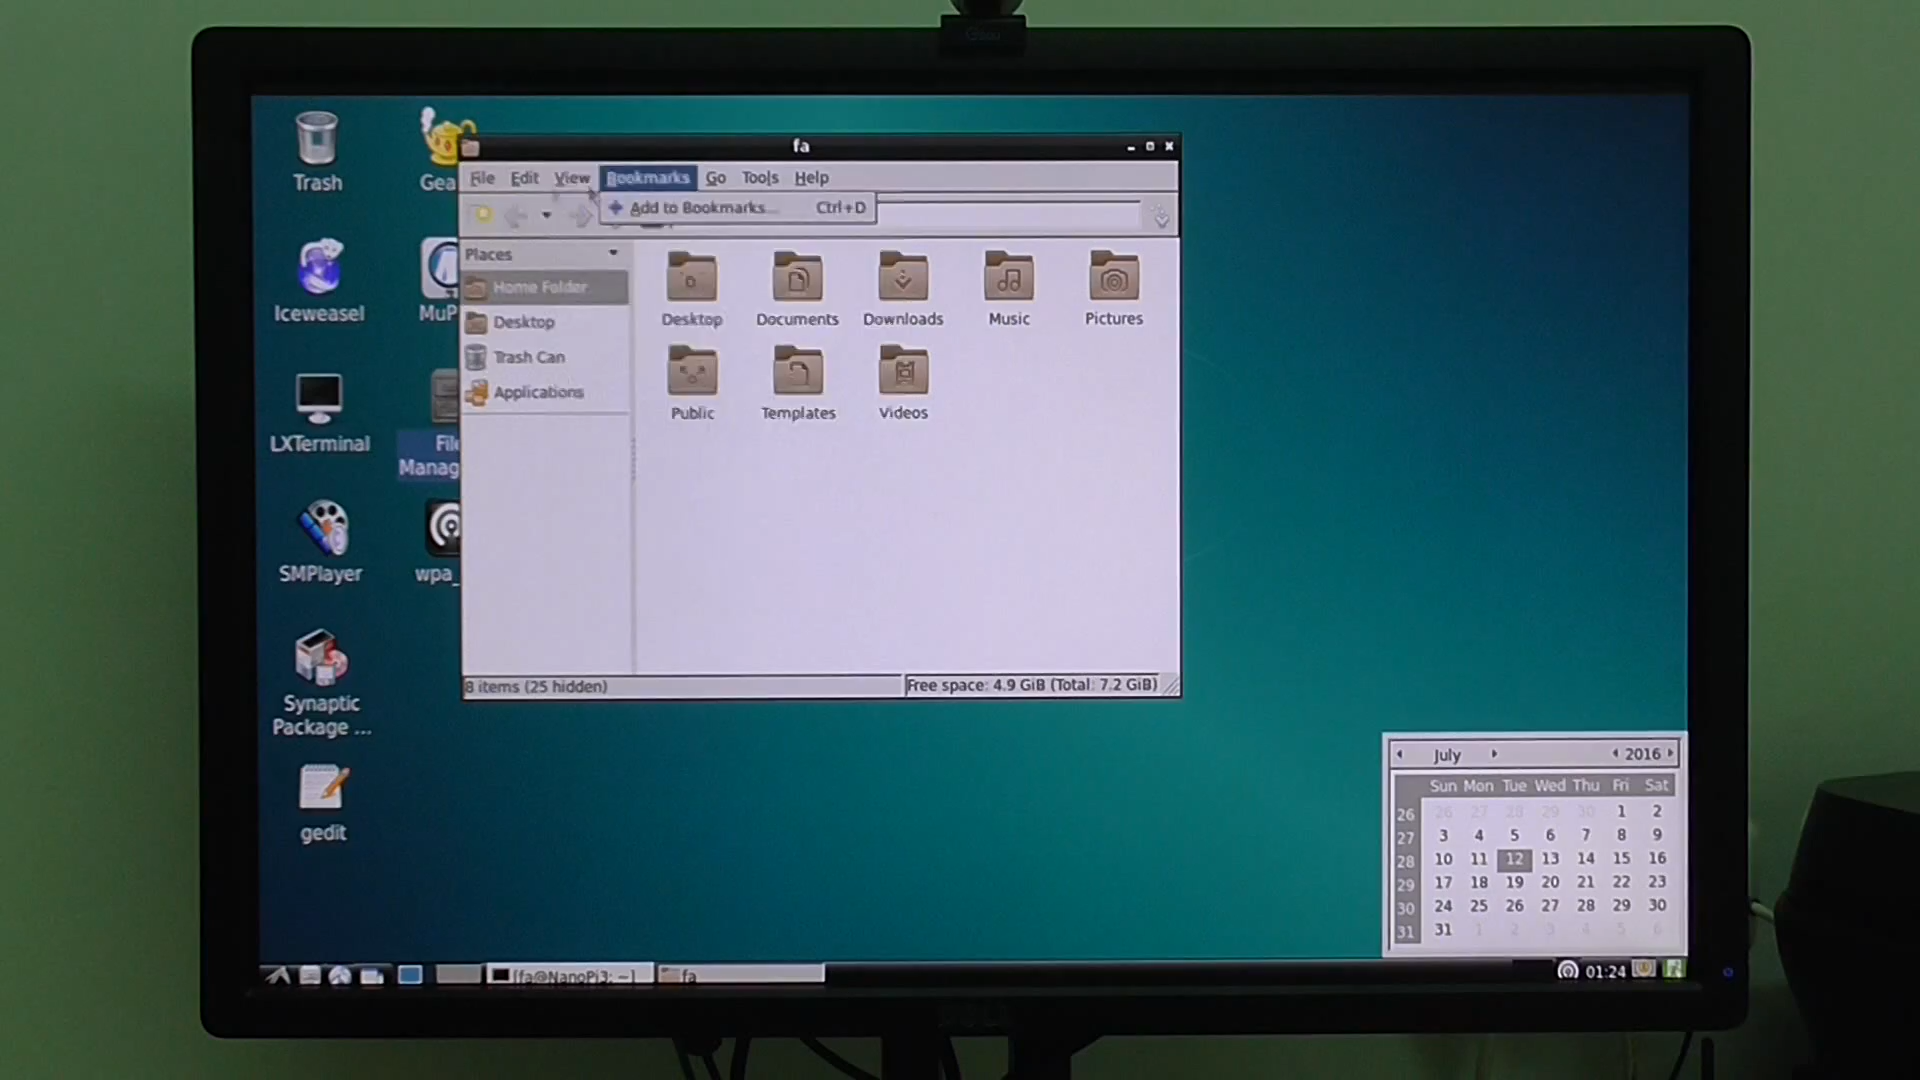 Trash
Gea
Iceweasel
MuP
LXTerminal
File
Manag
SMPlayer
wpa_
Synaptic
Package ...
gedit
fa
File Edit View Bookmarks Go Tools Help
Add to Bookmarks... Ctrl+D
Places
Home Folder
Desktop
Trash Can
Applications
Desktop Documents Downloads Music Pictures
Public Templates Videos
8 items (25 hidden)
Free space: 4.9 GiB (Total: 7.2 GiB)
July 2016
Sun Mon Tue Wed Thu Fri Sat
26 26 27 28 29 30 1 2
27 3 4 5 6 7 8 9
28 10 11 12 13 14 15 16
29 17 18 19 20 21 22 23
30 24 25 26 27 28 29 30
31 31 1 2 3 4 5 6
[fa@NanoPi3: ~]
fa
01:24